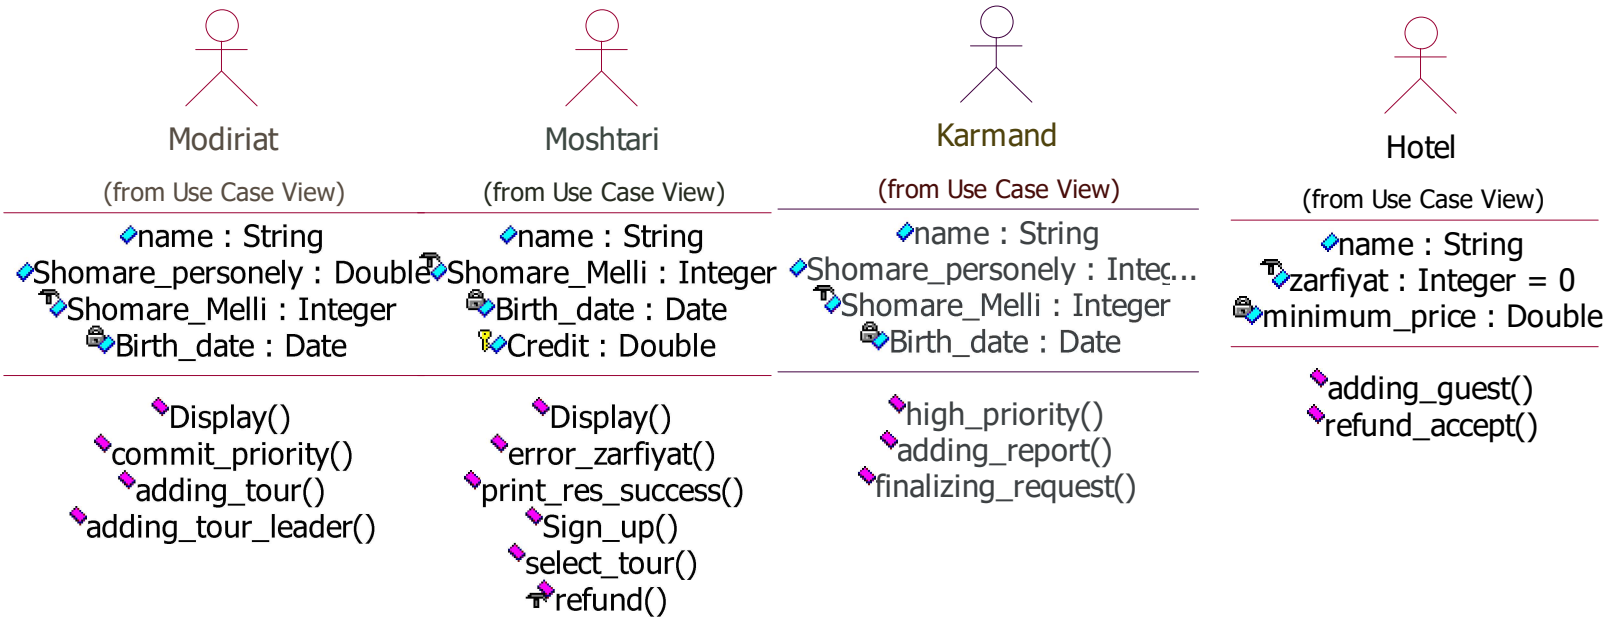 Modiriat
(from Use Case View)
name : String
Shomare_personely : Double
Shomare_Melli : Integer
Birth_date : Date
Display()
commit_priority()
adding_tour()
adding_tour_leader()
Moshtari
(from Use Case View)
name : String
Shomare_Melli : Integer
Birth_date : Date
Credit : Double
Display()
error_zarfiyat()
print_res_success()
Sign_up()
select_tour()
refund()
Karmand
(from Use Case View)
name : String
Shomare_personely : Integ...
Shomare_Melli : Integer
Birth_date : Date
high_priority()
adding_report()
finalizing_request()
Hotel
(from Use Case View)
name : String
zarfiyat : Integer = 0
minimum_price : Double
adding_guest()
refund_accept()